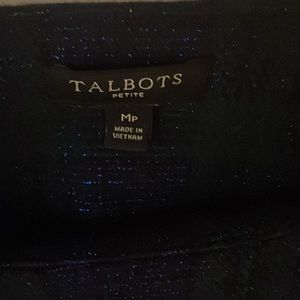 TALBOTS
PETITE
MP
MADE IN
VIETNAM